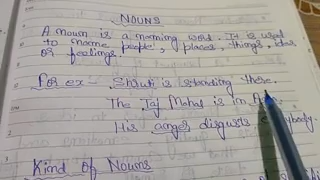 NOUNS
A noun is a naming word. It is used
to name people, places, things, idea
or feelings.
For ex - Shruti is standing there.
The Taj Mahal is in
His anger disgusts
Kind Of Nouns